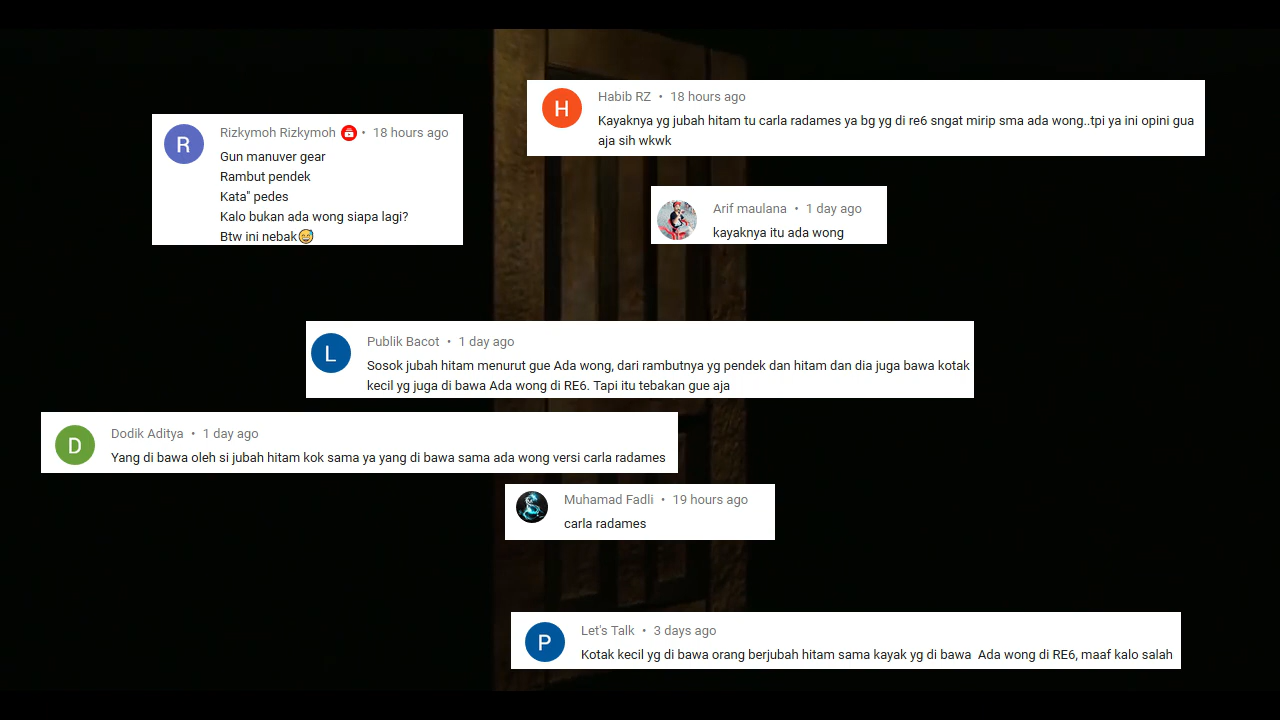 Habib RZ • 18 hours ago
Kayaknya yg jubah hitam tu carla radames ya bg yg di re6 sngat mirip sma ada wong..tpi ya ini opini gua
aja sih wkwk
R
Rizkymoh Rizkymoh • 18 hours ago
Gun manuver gear
Rambut pendek
Kata" pedes
Kalo bukan ada wong siapa lagi?
Btw ini nebak😅
H
Arif maulana • 1 day ago
kayaknya itu ada wong
L
Publik Bacot • 1 day ago
Sosok jubah hitam menurut gue Ada wong, dari rambutnya yg pendek dan hitam dan dia juga bawa kotak
kecil yg juga di bawa Ada wong di RE6. Tapi itu tebakan gue aja
D
Dodik Aditya • 1 day ago
Yang di bawa oleh si jubah hitam kok sama ya yang di bawa sama ada wong versi carla radames
Muhamad Fadli • 19 hours ago
carla radames
P
Let's Talk • 3 days ago
Kotak kecil yg di bawa orang berjubah hitam sama kayak yg di bawa Ada wong di RE6, maaf kalo salah